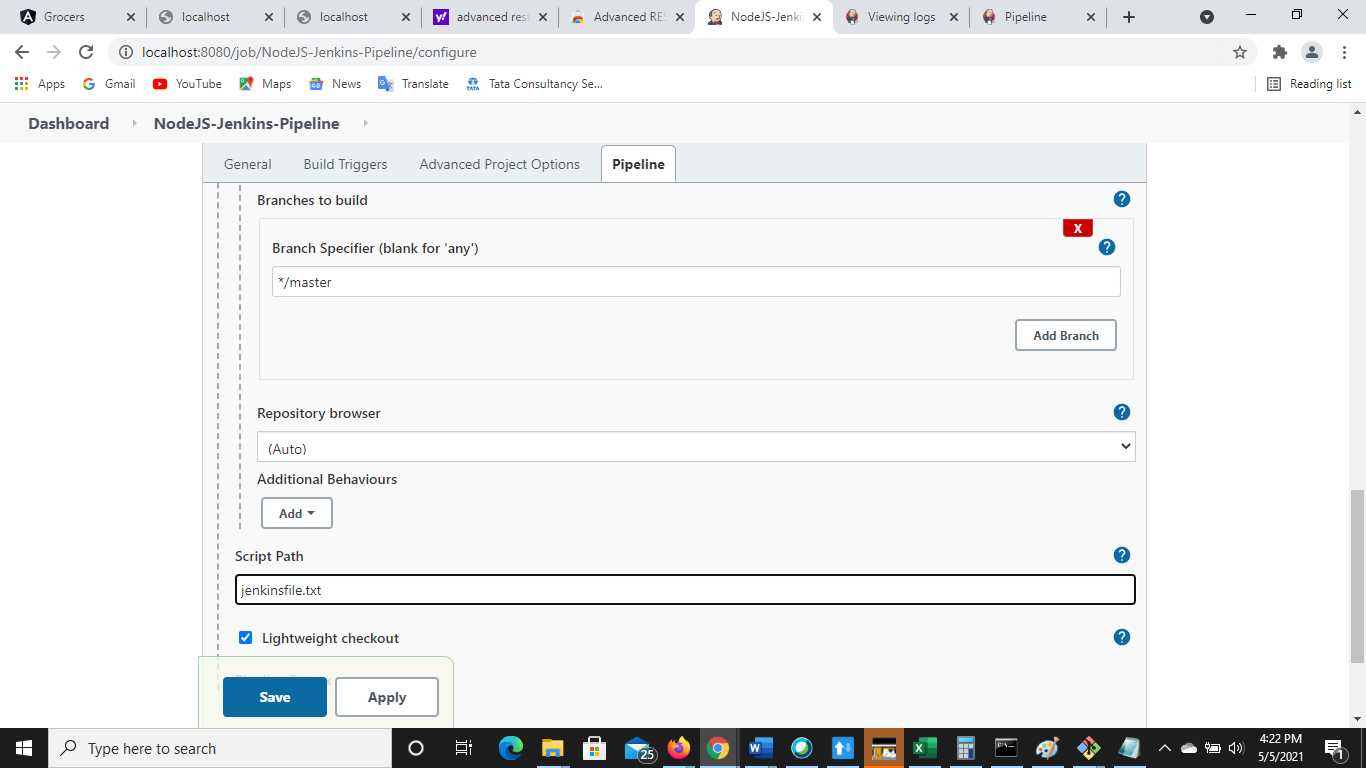 Grocers
localhost
localhost
advanced rest
Advanced RES
NodeJS-Jenki
Viewing logs
Pipeline
localhost:8080/job/NodeJS-Jenkins-Pipeline/configure
Apps
Gmail
YouTube
Maps
News
Translate
TATA
Tata Consultancy Se...
Reading list
Dashboard
NodeJS-Jenkins-Pipeline
General
Build Triggers
Advanced Project Options
Pipeline
Branches to build
?
X
Branch Specifier (blank for 'any')
?
*/master
Add Branch
Repository browser
?
(Auto)
Additional Behaviours
Add
Script Path
?
jenkinsfile.txt
Lightweight checkout
?
Save
Apply
Type here to search
25
4:22 PM
5/5/2021
1